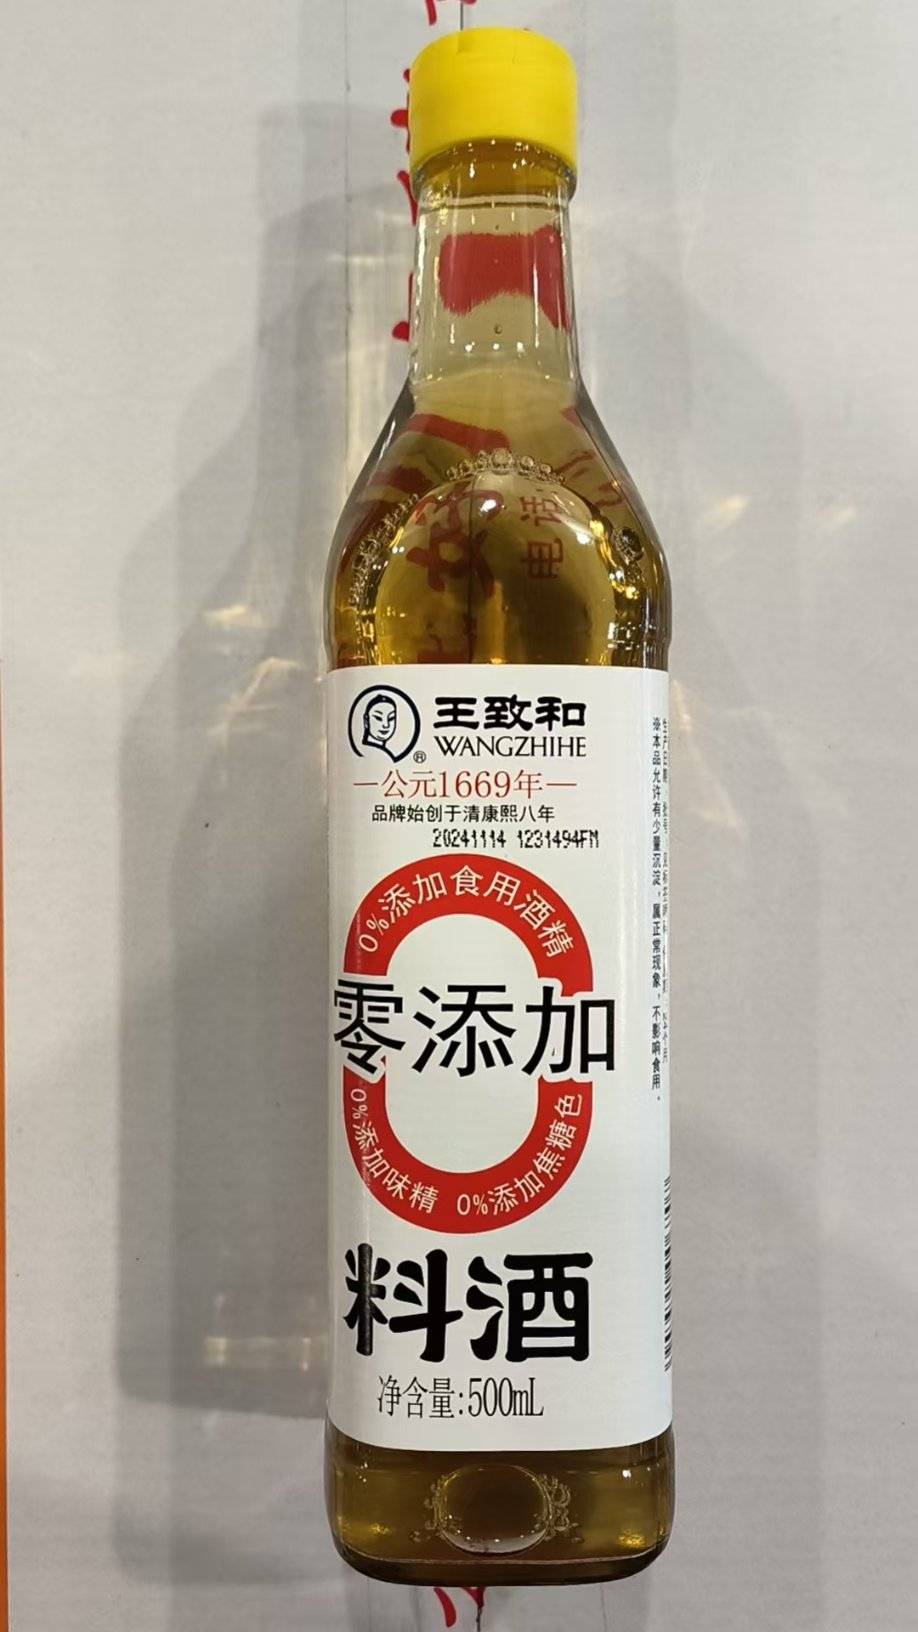 王致和
WANGZHIHE
®
—公元1669年—
品牌始创于清康熙八年
20241114 1231494FM
0%添加食用酒精
零添加
0%添加味精 0%添加焦糖色
料酒
净含量:500mL
※本品允许有少量沉淀，属正常现象，不影响食用。
电话